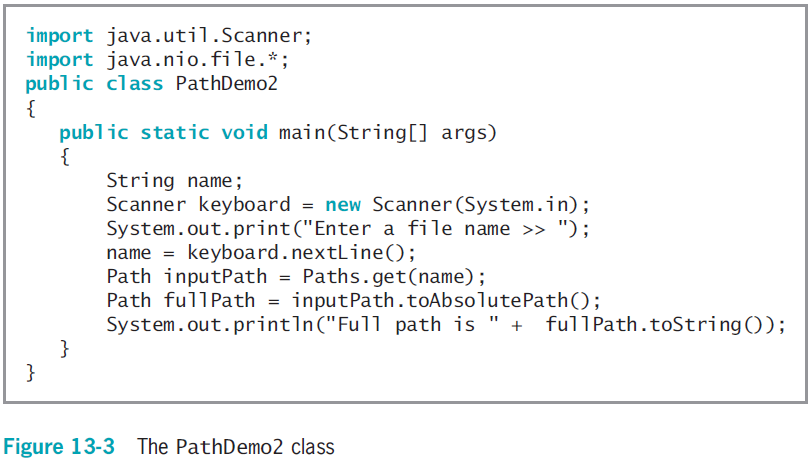 import java.util.Scanner;
import java.nio.file.*;
public class PathDemo2
{
   public static void main(String[] args)
   {
      String name;
      Scanner keyboard = new Scanner(System.in);
      System.out.print("Enter a file name >> ");
      name = keyboard.nextLine();
      Path inputPath = Paths.get(name);
      Path fullPath = inputPath.toAbsolutePath();
      System.out.println("Full path is " +  fullPath.toString());
   }
}
Figure 13-3   The PathDemo2 class